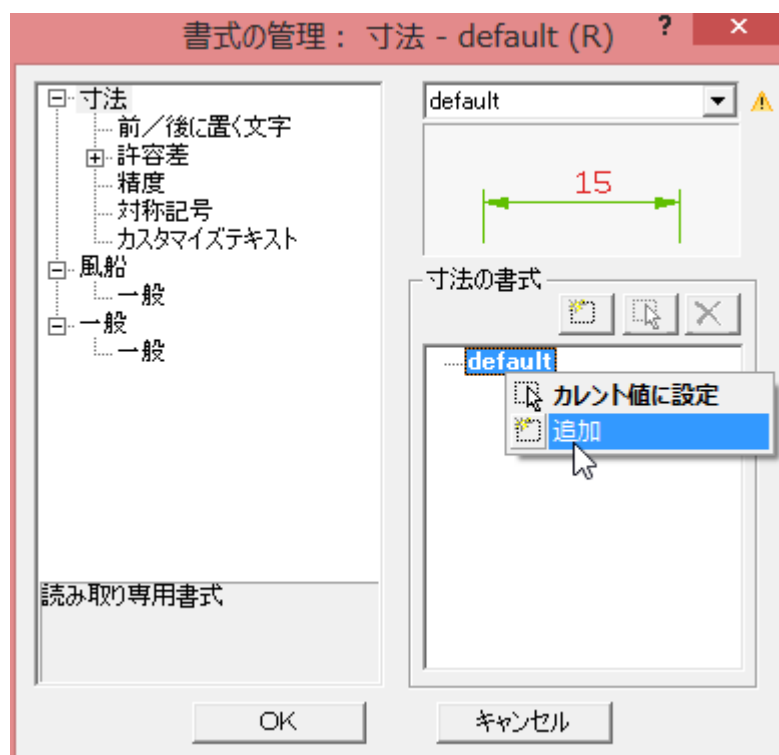 書式の管理： 寸法 - default (R) ? ×
寸法
前／後に置く文字
許容差
精度
対称記号
カスタマイズテキスト
風船
一般
一般
一般
読み取り専用書式
default
15
寸法の書式
default
カレント値に設定
追加
OK
キャンセル